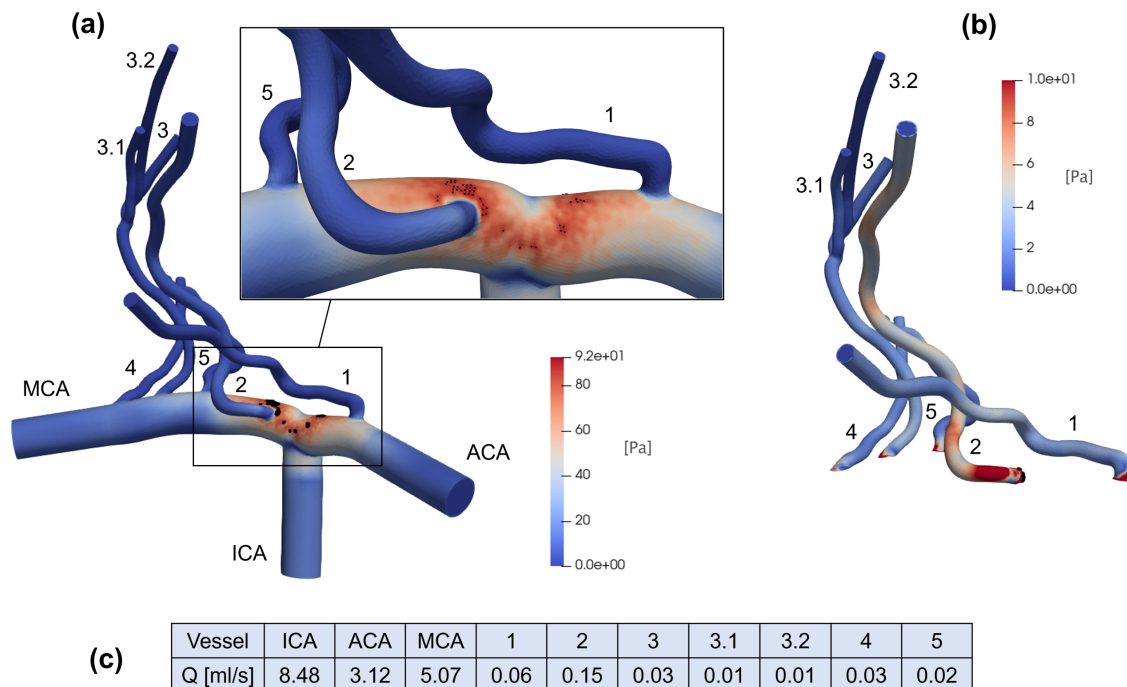 (a)
3.2
3
3.1
5
1
2
4
5
2
1
MCA
ACA
ICA
9.2e+01
80
60
[Pa]
40
20
0.0e+00
(b)
1.0e+01
8
6
[Pa]
4
2
0.0e+00
3.2
3
3.1
5
4
2
1
(c)
Vessel ICA ACA MCA 1 2 3 3.1 3.2 4 5
Q [ml/s] 8.48 3.12 5.07 0.06 0.15 0.03 0.01 0.01 0.03 0.02